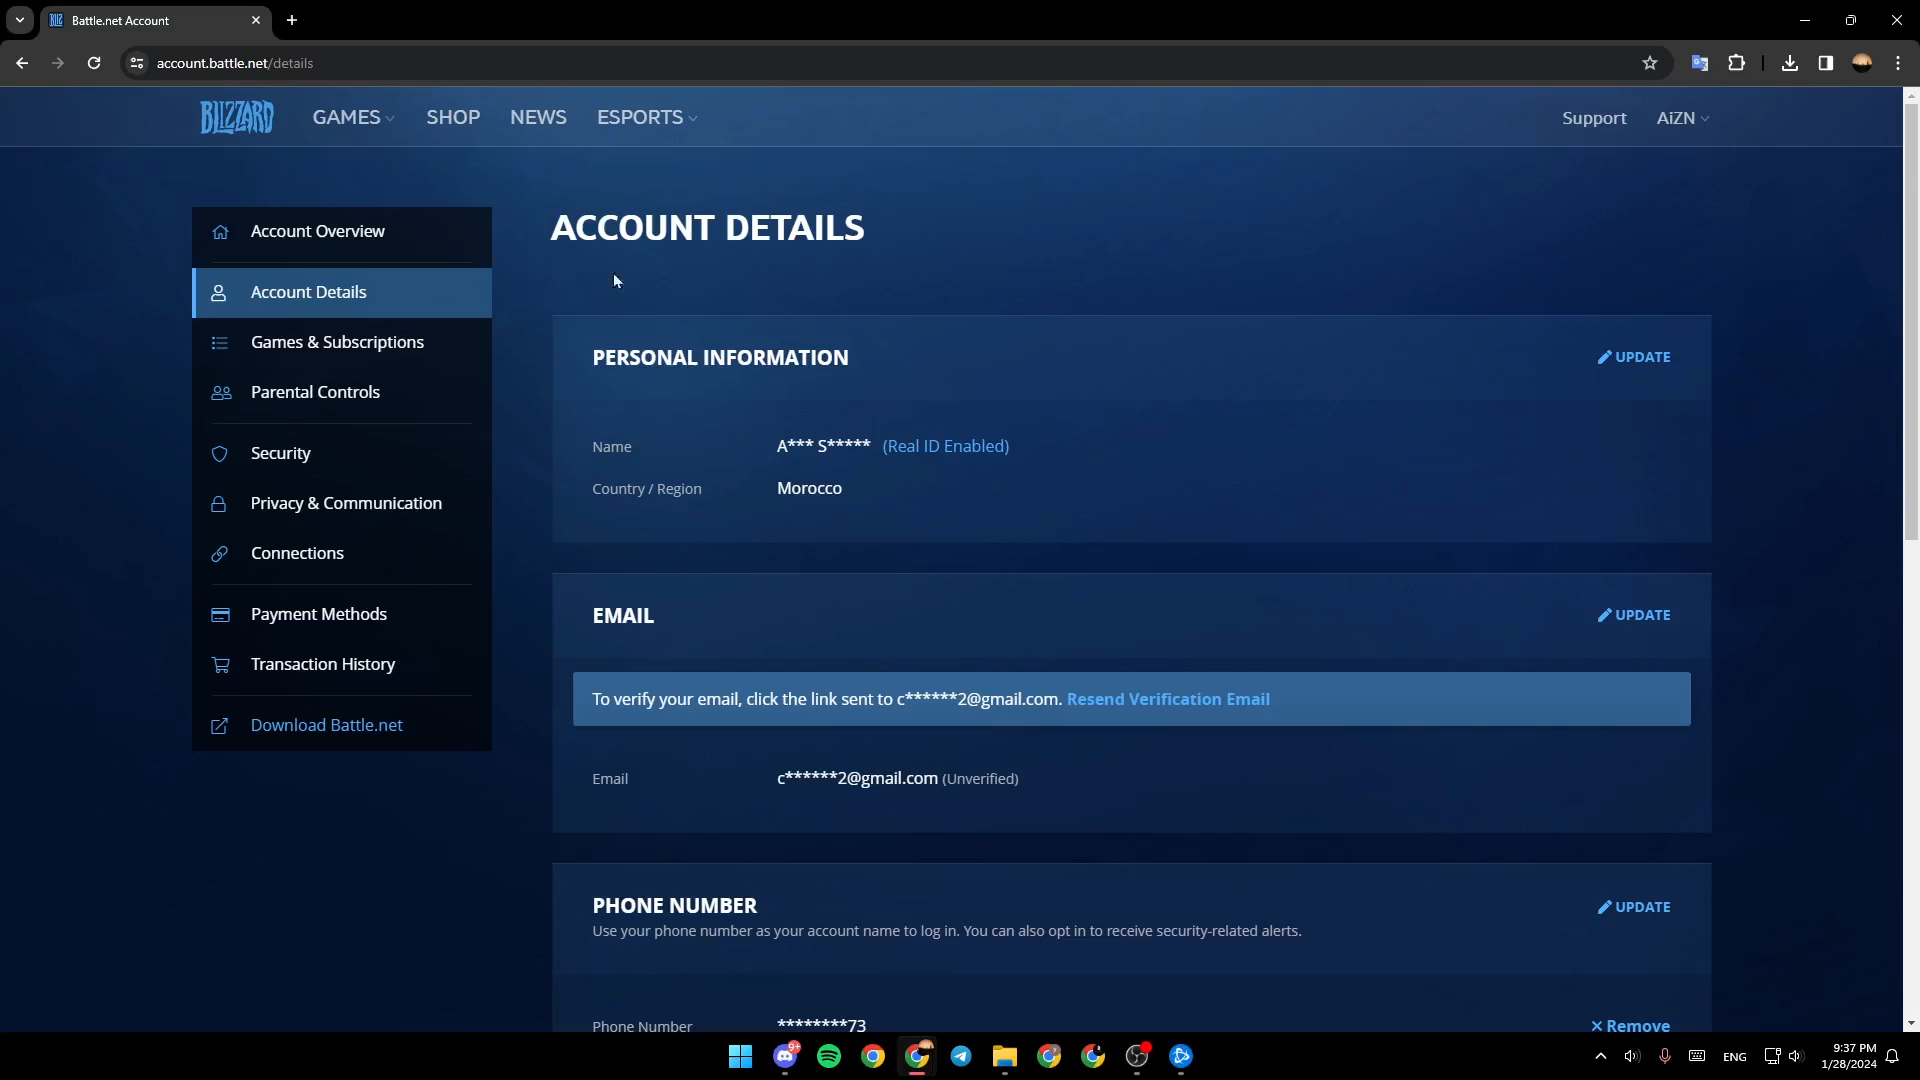 Battle.net Account
account.battle.net/details
BLIZZARD GAMES SHOP NEWS ESPORTS Support AiZN
Account Overview
Account Details
Games & Subscriptions
Parental Controls
Security
Privacy & Communication
Connections
Payment Methods
Transaction History
Download Battle.net
ACCOUNT DETAILS
PERSONAL INFORMATION UPDATE
Name A*** S***** (Real ID Enabled)
Country / Region Morocco
EMAIL UPDATE
To verify your email, click the link sent to c******2@gmail.com. Resend Verification Email
Email c******2@gmail.com (Unverified)
PHONE NUMBER UPDATE
Use your phone number as your account name to log in. You can also opt in to receive security-related alerts.
Phone Number ********73 Remove
9+
ENG
9:37 PM
1/28/2024